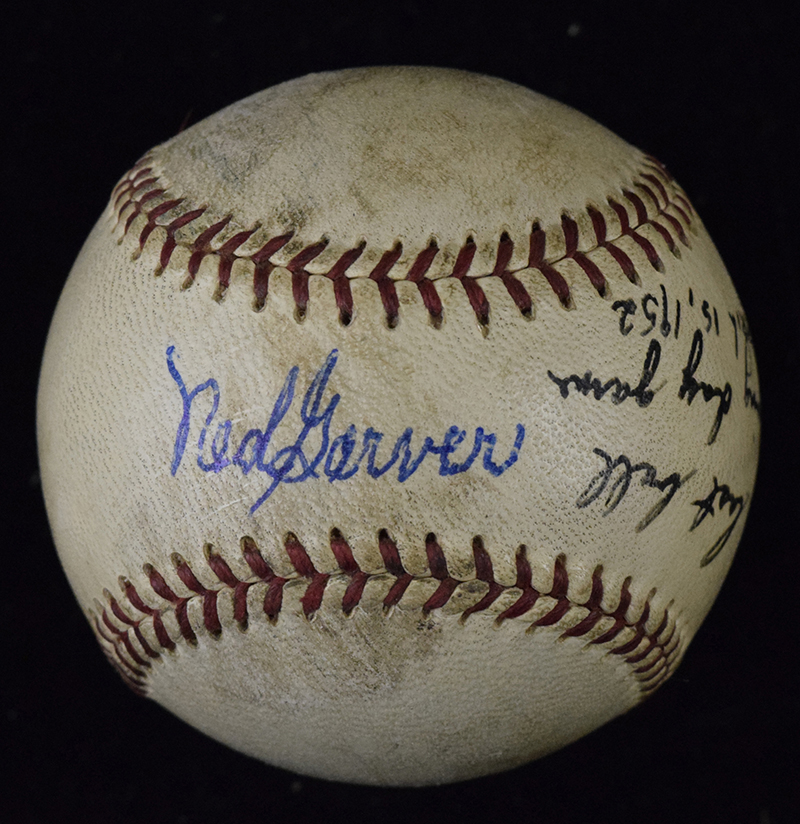 Ned Garver
ball
day game
15, 1952